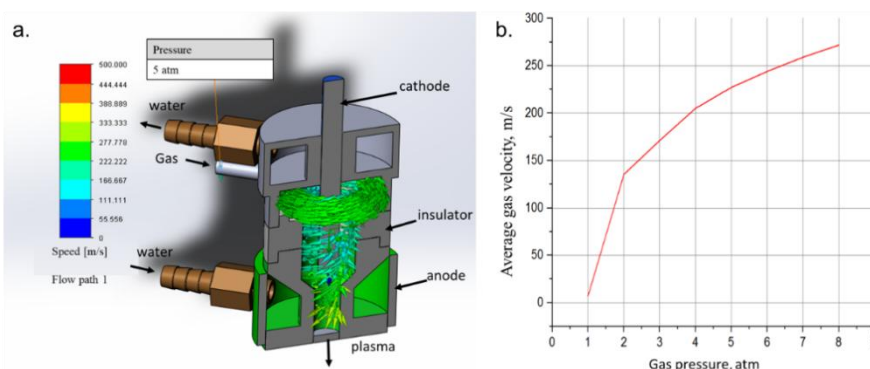 a.
Pressure
5 atm
500.000
444.444
380.889
333.333
277.778
222.222
166.667
111.111
55.556
0
Speed [m/s]
Flow path 1
water
Gas
water
cathode
insulator
anode
plasma
b.
Average gas velocity, m/s
300
250
200
150
100
50
0
0 1 2 3 4 5 6 7 8
Gas pressure, atm